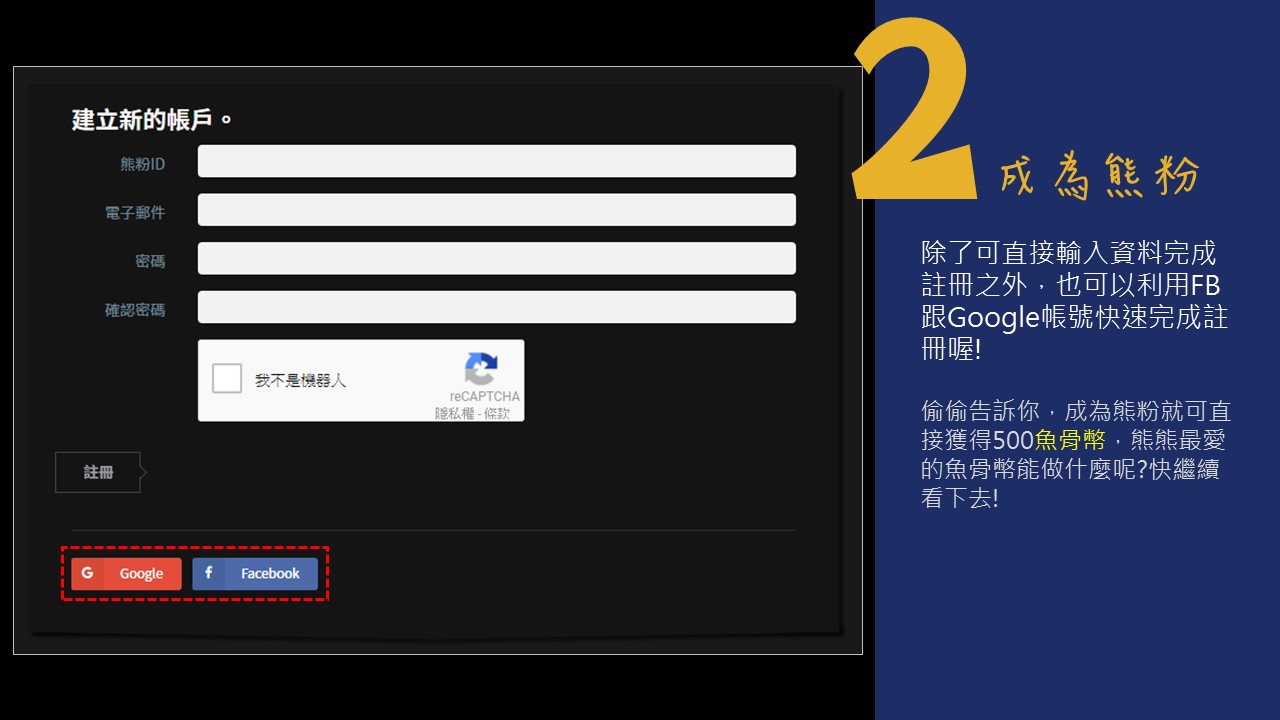 建立新的帳戶。
熊粉ID
電子郵件
密碼
確認密碼
我不是機器人
reCAPTCHA
隱私權 - 條款
註冊
G Google
f Facebook
2
成為熊粉
除了可直接輸入資料完成
註冊之外，也可以利用FB
跟Google帳號快速完成註
冊喔!
偷偷告訴你，成為熊粉就可直
接獲得500魚骨幣，熊熊最愛
的魚骨幣能做什麼呢?快繼續
看下去!